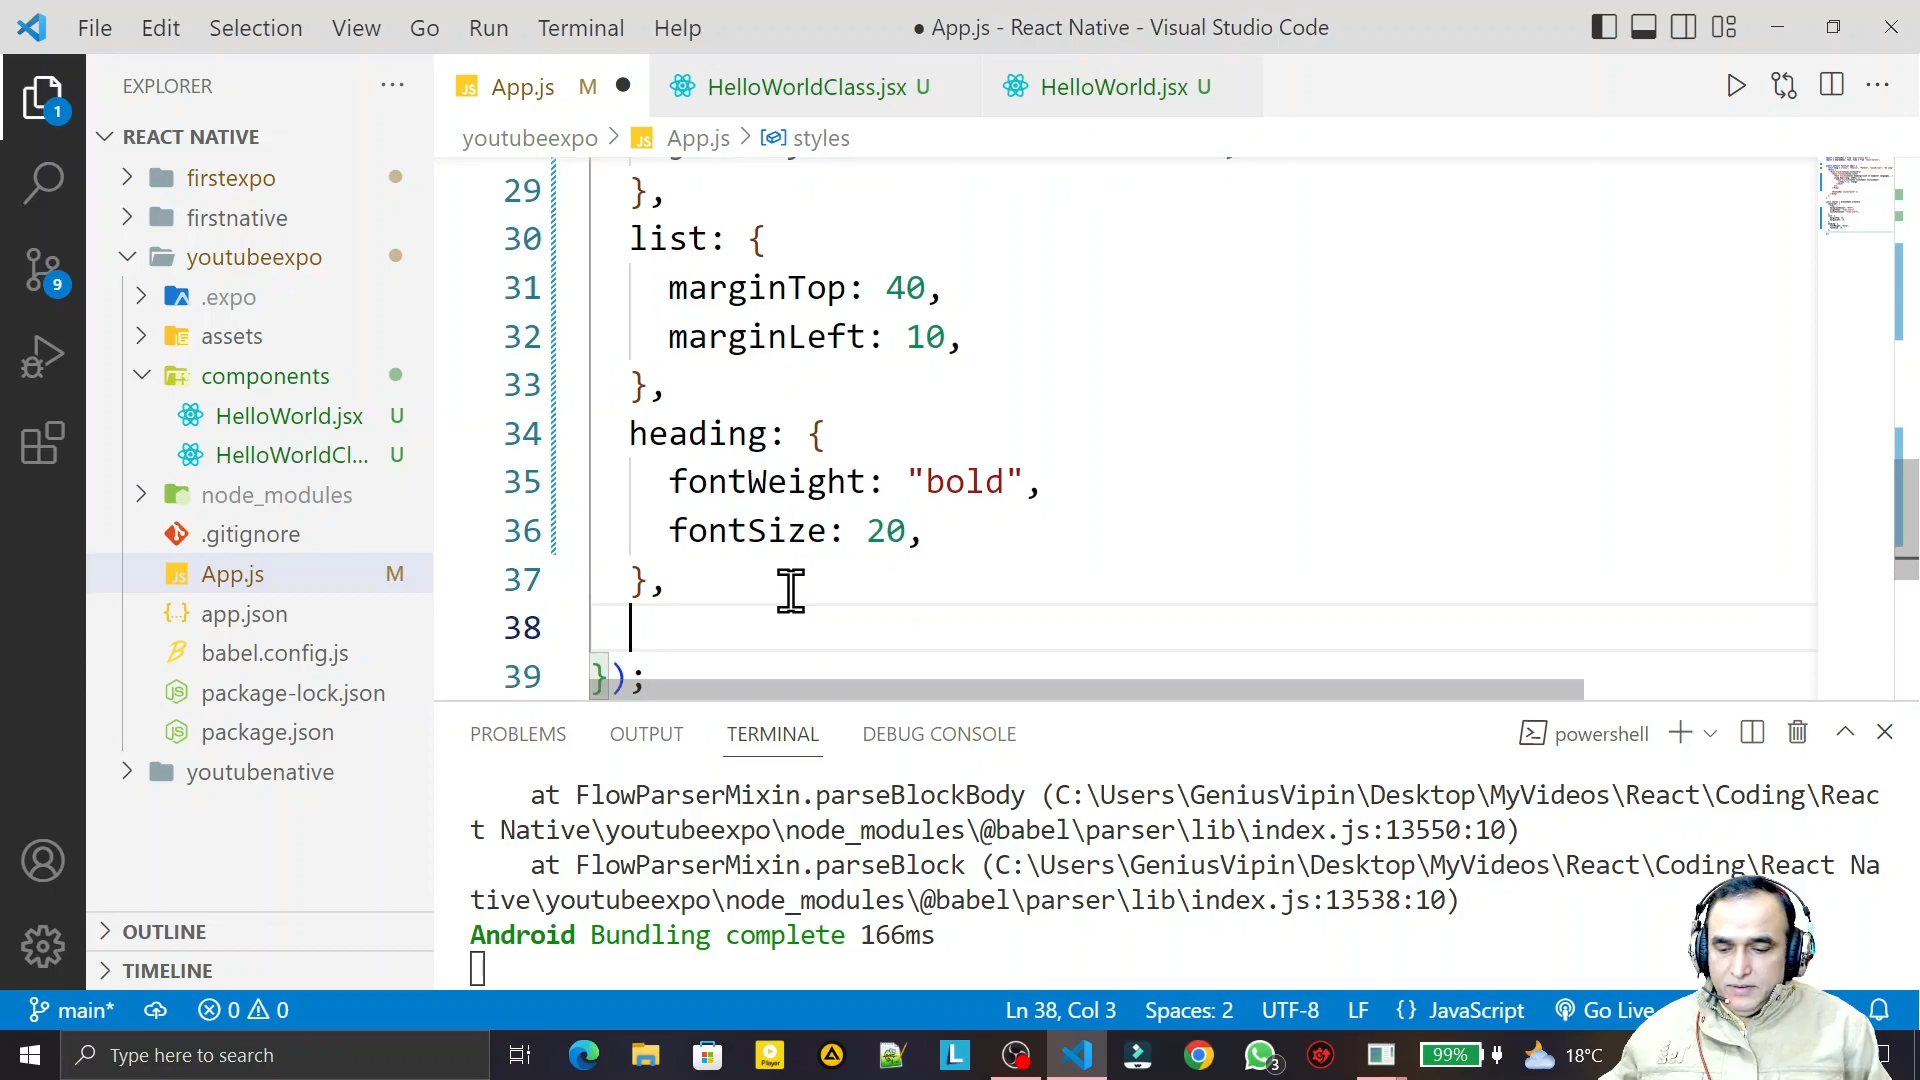 File Edit Selection View Go Run Terminal Help
● App.js - React Native - Visual Studio Code
EXPLORER
App.js M
HelloWorldClass.jsx U
HelloWorld.jsx U
youtubeexpo > App.js > styles
REACT NATIVE
firstexpo
firstnative
youtubeexpo
.expo
assets
components
HelloWorld.jsx U
HelloWorldCl... U
node_modules
.gitignore
App.js M
app.json
babel.config.js
package-lock.json
package.json
youtubenative
OUTLINE
TIMELINE
1
9
29 },
30 list: {
31 marginTop: 40,
32 marginLeft: 10,
33 },
34 heading: {
35 fontWeight: "bold",
36 fontSize: 20,
37 },
38
39 });
PROBLEMS OUTPUT TERMINAL DEBUG CONSOLE
powershell
at FlowParserMixin.parseBlockBody (C:\Users\GeniusVipin\Desktop\MyVideos\React\Coding\Reac
t Native\youtubeexpo\node_modules\@babel\parser\lib\index.js:13550:10)
at FlowParserMixin.parseBlock (C:\Users\GeniusVipin\Desktop\MyVideos\React\Coding\React Na
tive\youtubeexpo\node_modules\@babel\parser\lib\index.js:13538:10)
Android Bundling complete 166ms
main* 0 0
Ln 38, Col 3 Spaces: 2 UTF-8 LF {} JavaScript Go Live
Type here to search
Player
L
3
99%
18°C